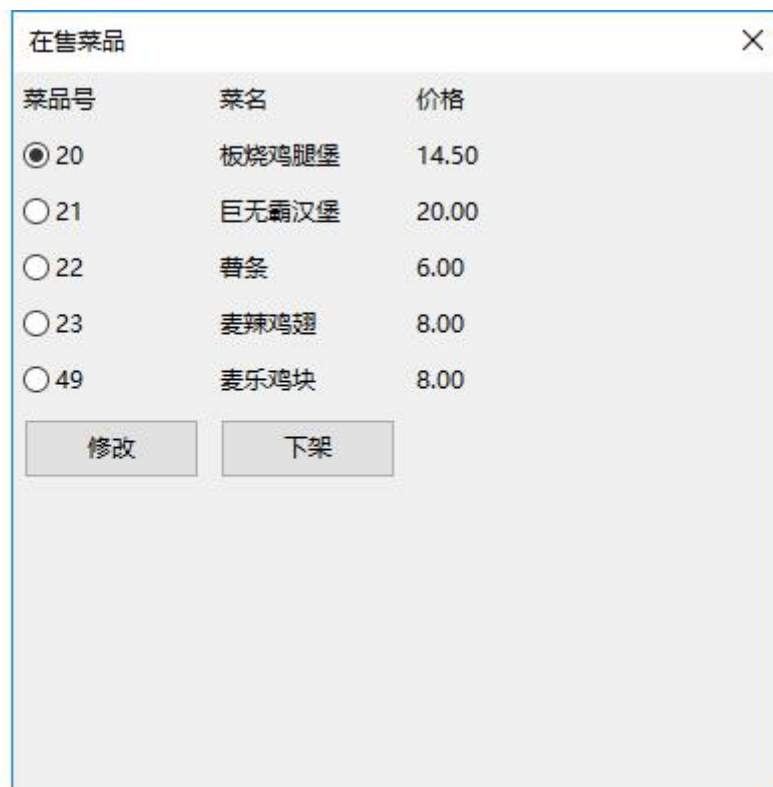 在售菜品
菜品号 菜名 价格
20 板烧鸡腿堡 14.50
21 巨无霸汉堡 20.00
22 薯条 6.00
23 麦辣鸡翅 8.00
49 麦乐鸡块 8.00
修改 下架